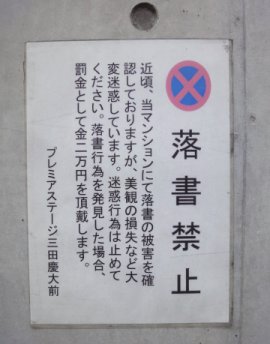 落書禁止
近頃、当マンションにて落書の被害を確
認しておりますが、美観の損失など大
変迷惑しています。迷惑行為は止めて
ください。落書行為を発見した場合、
罰金として金二万円を頂戴します。
プレミアステージ三田慶大前